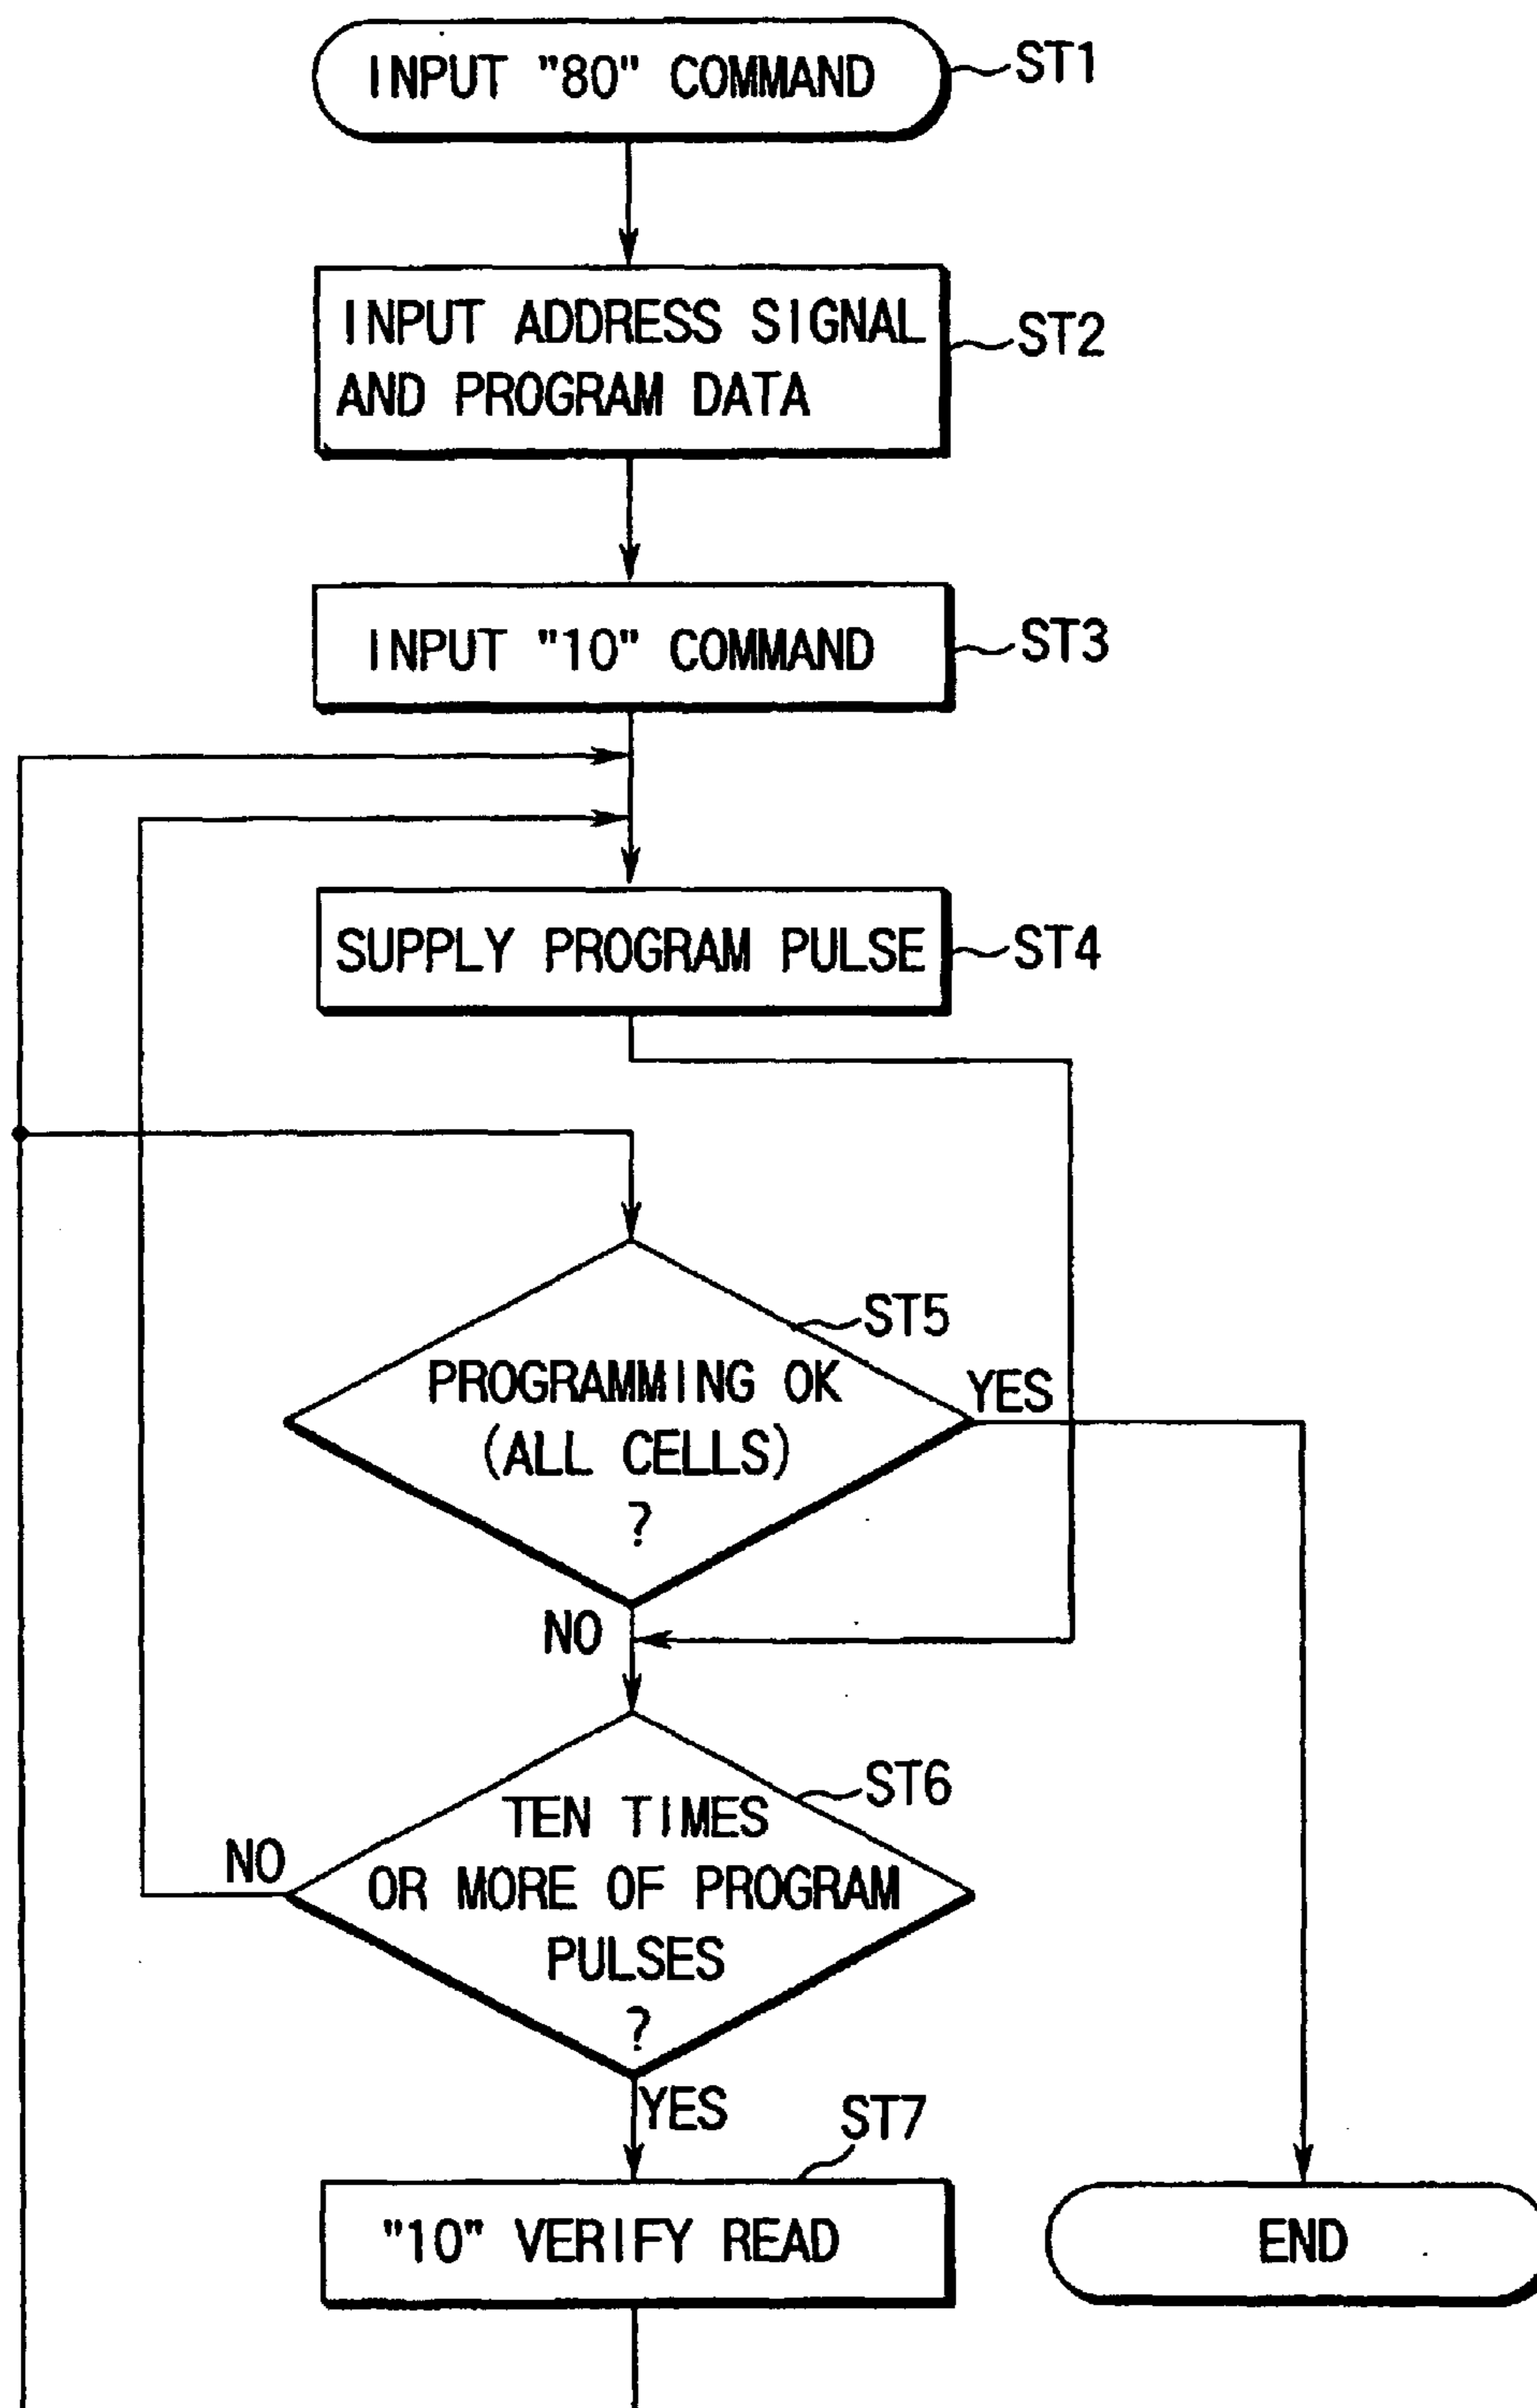 INPUT "80" COMMAND
ST1
INPUT ADDRESS SIGNAL
AND PROGRAM DATA
ST2
INPUT "10" COMMAND
ST3
SUPPLY PROGRAM PULSE
ST4
ST5
PROGRAMMING OK
(ALL CELLS)
?
YES
NO
ST6
TEN TIMES
OR MORE OF PROGRAM
PULSES
?
NO
YES
ST7
"10" VERIFY READ
END